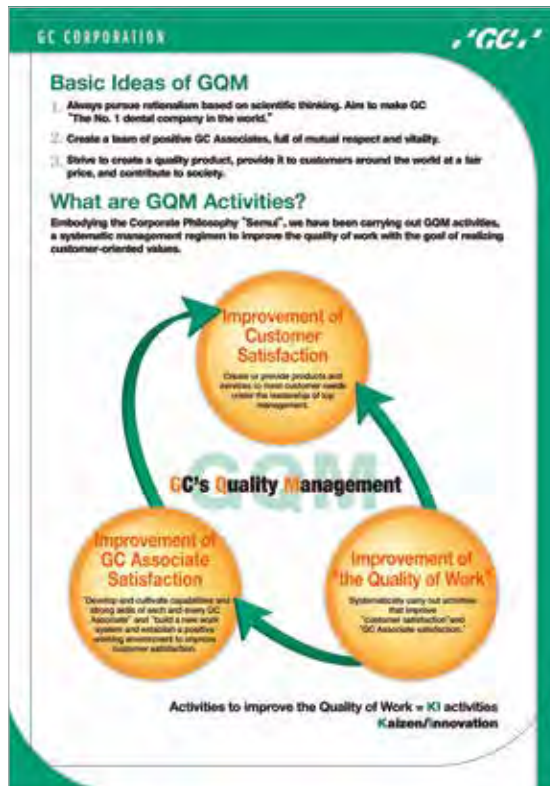 GC CORPORATION
'GC'
Basic Ideas of GQM
1. Always pursue rationalism based on scientific thinking. Aim to make GC
"The No. 1 dental company in the world."
2. Create a team of positive GC Associates, full of mutual respect and vitality.
3. Strive to create a quality product, provide it to customers around the world at a fair
price, and contribute to society.
What are GQM Activities?
Embodying the Corporate Philosophy "Semui", we have been carrying out GQM activities,
a systematic management regimen to improve the quality of work with the goal of realizing
customer-oriented values.
Improvement of
Customer
Satisfaction
Create or provide products and
services to meet customer needs
under the leadership of top
management.
GQM
GC's Quality Management
Improvement of
GC Associate
Satisfaction
"Develop and cultivate capabilities and
strong skills of each and every GC
Associate" and "build a new work
system and establish a positive
working environment to improve
customer satisfaction.
Improvement of
"the Quality of Work"
Systematically carry out activities
that improve
"customer satisfaction" and
"GC Associate satisfaction."
Activities to improve the Quality of Work = KI activities
Kaizen/Innovation